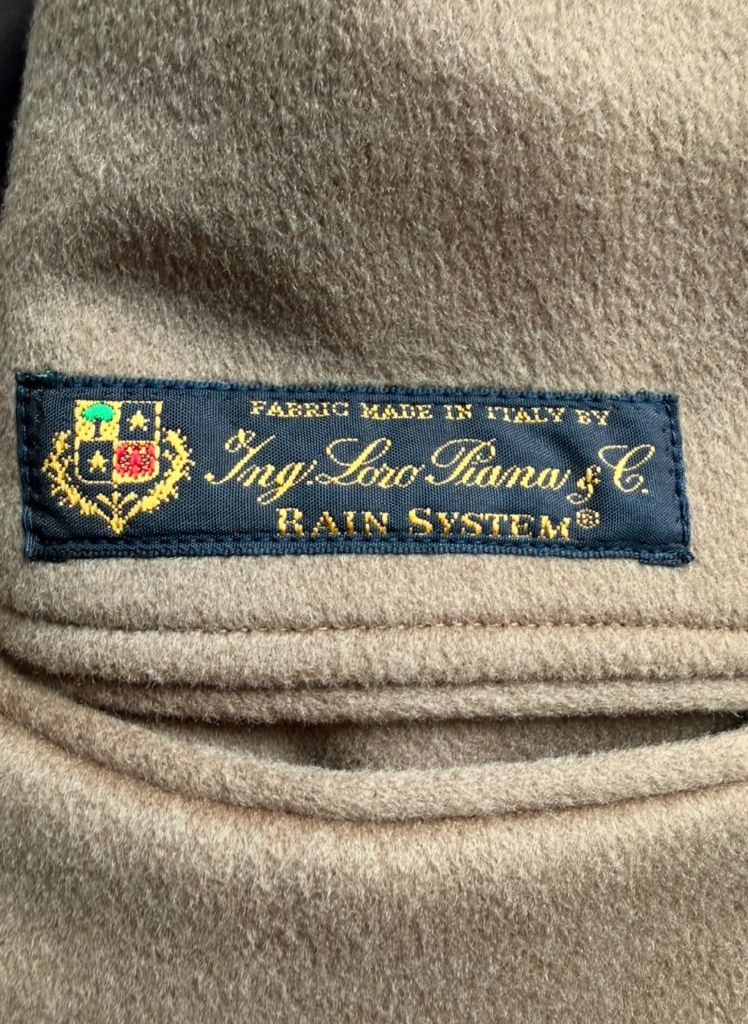 FABRIC MADE IN ITALY BY
Ing. Loro Piana & C.
RAIN SYSTEM®